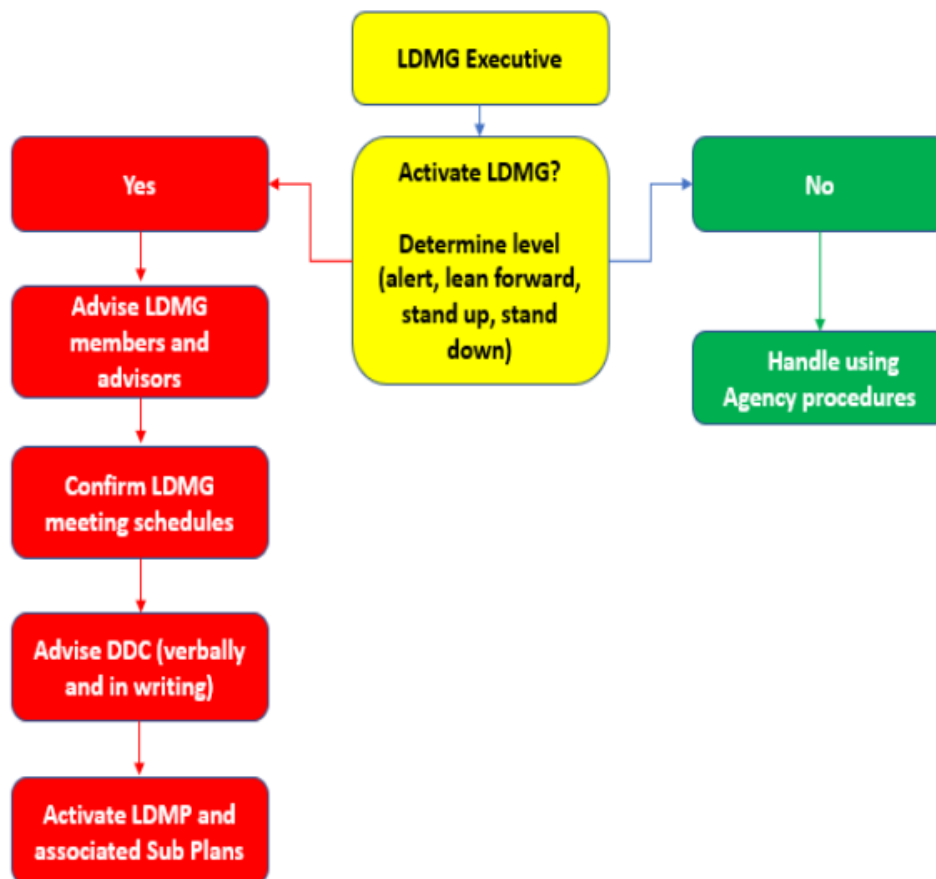 LDMG Executive
Activate LDMG?
Determine level
(alert, lean forward,
stand up, stand
down)
Yes
Advise LDMG
members and
advisors
Confirm LDMG
meeting schedules
Advise DDC (verbally
and in writing)
Activate LDMP and
associated Sub Plans
No
Handle using
Agency procedures